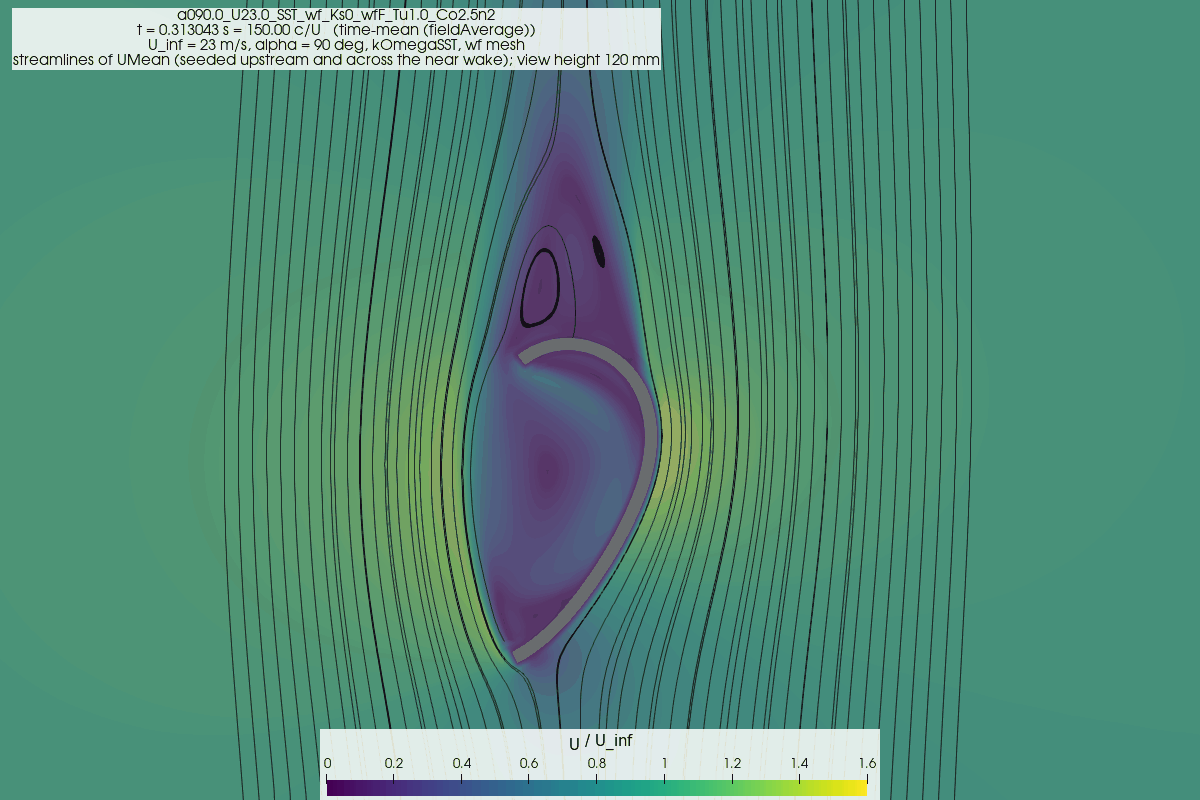 a090.0_U23.0_SST_wf_Ks0_wfF_Tu1.0_Co2.5n2
t = 0.313043 s = 150.00 c/U  (time-mean (fieldAverage))
U_inf = 23 m/s, alpha = 90 deg, kOmegaSST, wf mesh
streamlines of UMean (seeded upstream and across the near wake); view height 120 mm
U / U_inf
0 0.2 0.4 0.6 0.8 1 1.2 1.4 1.6